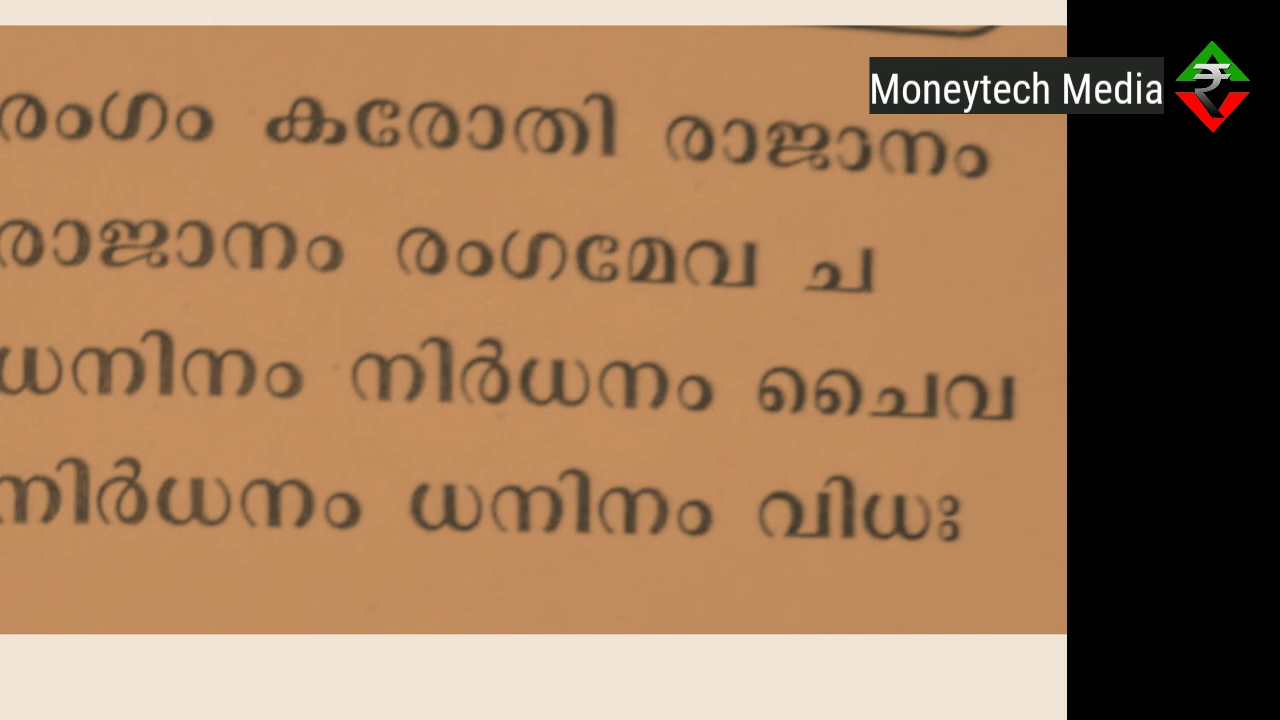 രംഗം കരോതി രാജാനം
രാജാനം രംഗമേവ ച
ധനിനം നിർധനം ചൈവ
നിർധനം ധനിനം വിധഃ
Moneytech Media